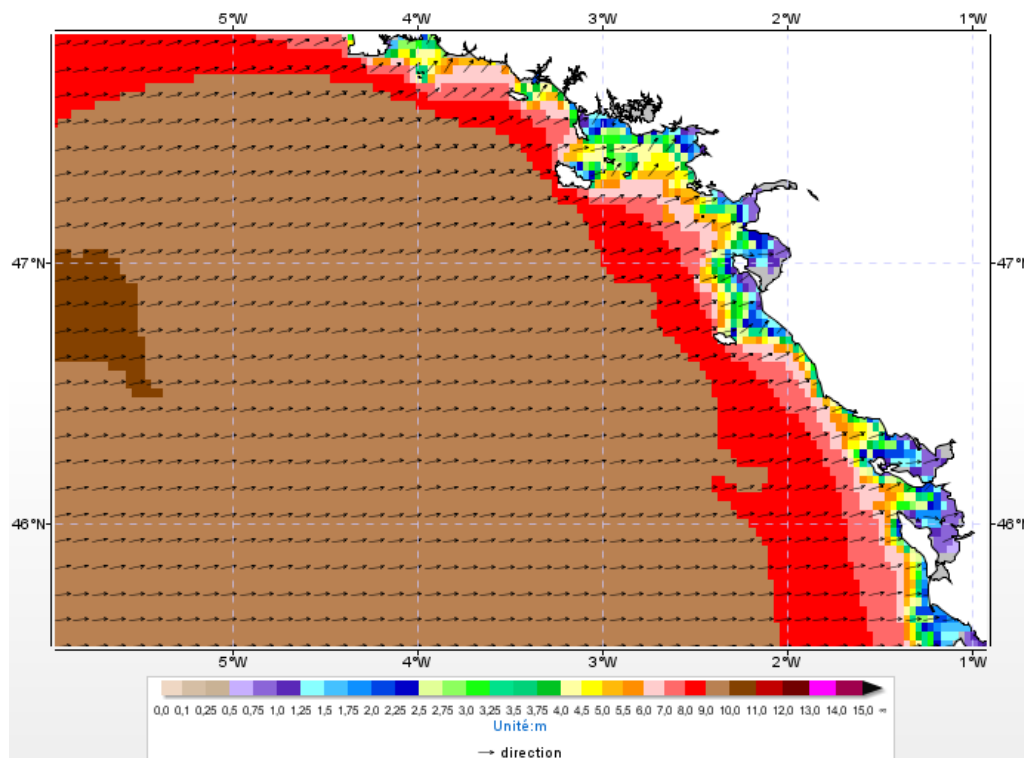 5°W 4°W 3°W 2°W 1°W
47°N 47°N
46°N 46°N
5°W 4°W 3°W 2°W 1°W
0,0 0,1 0,25 0,5 0,75 1,0 1,25 1,5 1,75 2,0 2,25 2,5 2,75 3,0 3,25 3,5 3,75 4,0 4,5 5,0 5,5 6,0 7,0 8,0 9,0 10,0 11,0 12,0 13,0 14,0 15,0 ∞
Unité:m
→ direction